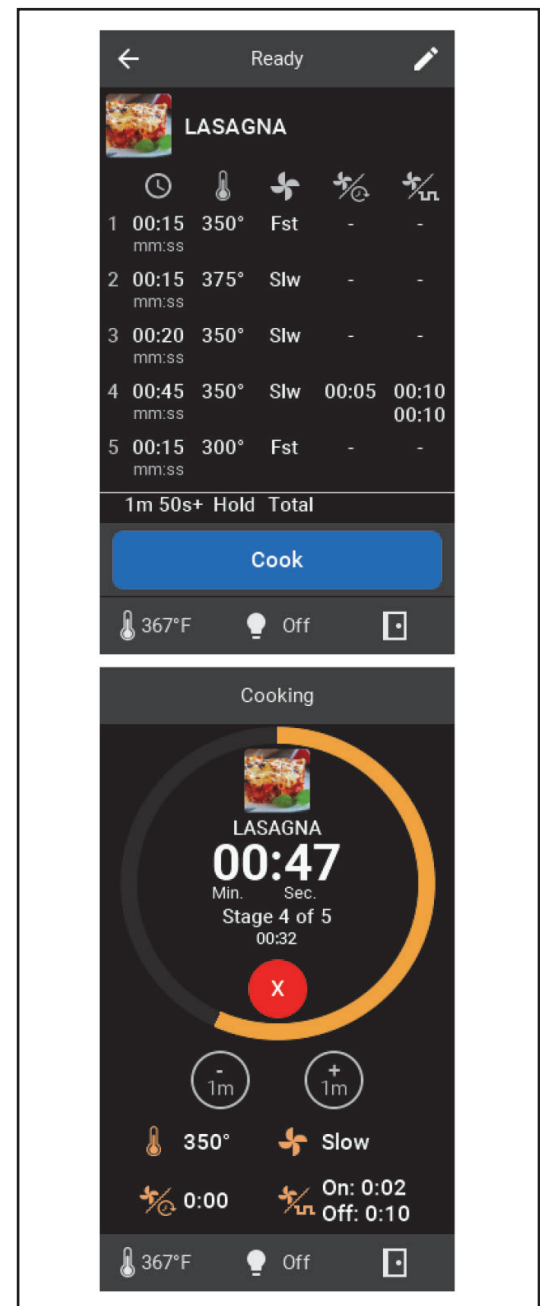 Ready
LASAGNA
1 00:15 350° Fst - -
mm:ss
2 00:15 375° Slw - -
mm:ss
3 00:20 350° Slw - -
mm:ss
4 00:45 350° Slw 00:05 00:10
mm:ss 00:10
5 00:15 300° Fst - -
mm:ss
1m 50s+ Hold Total
Cook
367°F Off
Cooking
LASAGNA
00:47
Min. Sec.
Stage 4 of 5
00:32
X
- +
1m 1m
350° Slow
0:00 On: 0:02
Off: 0:10
367°F Off